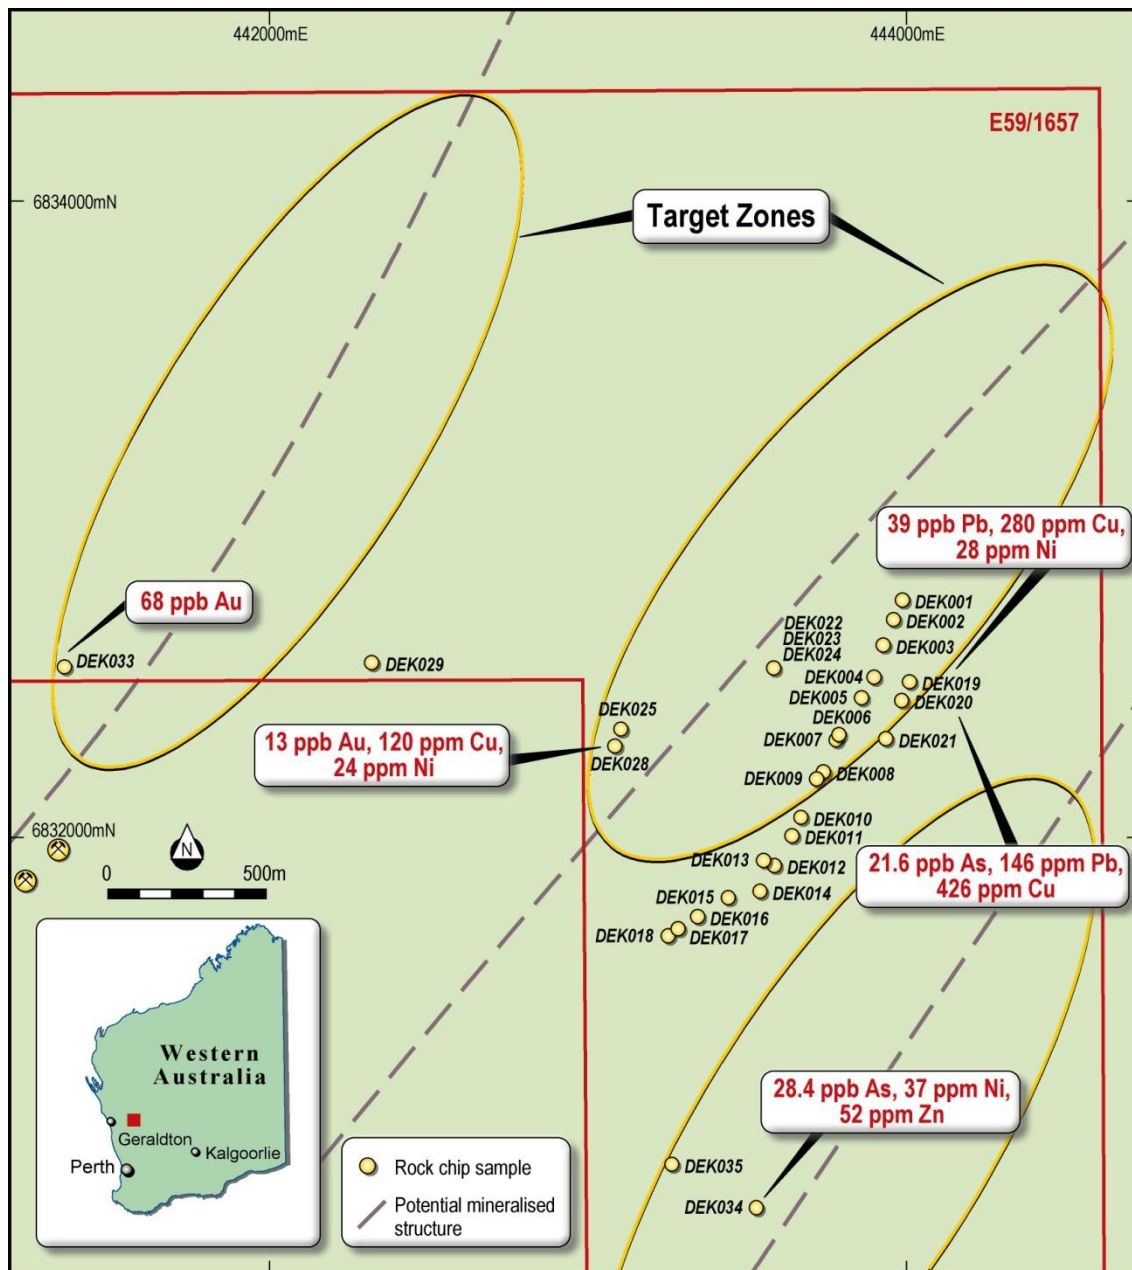 442000mE
444000mE
E59/1657
6834000mN
Target Zones
39 ppb Pb, 280 ppm Cu,
28 ppm Ni
68 ppb Au
DEK001
DEK002
DEK022
DEK023
DEK024
DEK003
DEK033
DEK029
DEK004
DEK019
DEK005
DEK020
DEK025
DEK006
DEK007
DEK021
13 ppb Au, 120 ppm Cu,
24 ppm Ni
DEK028
DEK009
DEK008
DEK010
6832000mN
DEK011
DEK013
DEK012
21.6 ppb As, 146 ppm Pb,
426 ppm Cu
N
0
500m
DEK015
DEK014
DEK016
DEK018
DEK017
Western
Australia
28.4 ppb As, 37 ppm Ni,
52 ppm Zn
Geraldton
Kalgoorlie
Perth
Rock chip sample
Potential mineralised
structure
DEK035
DEK034